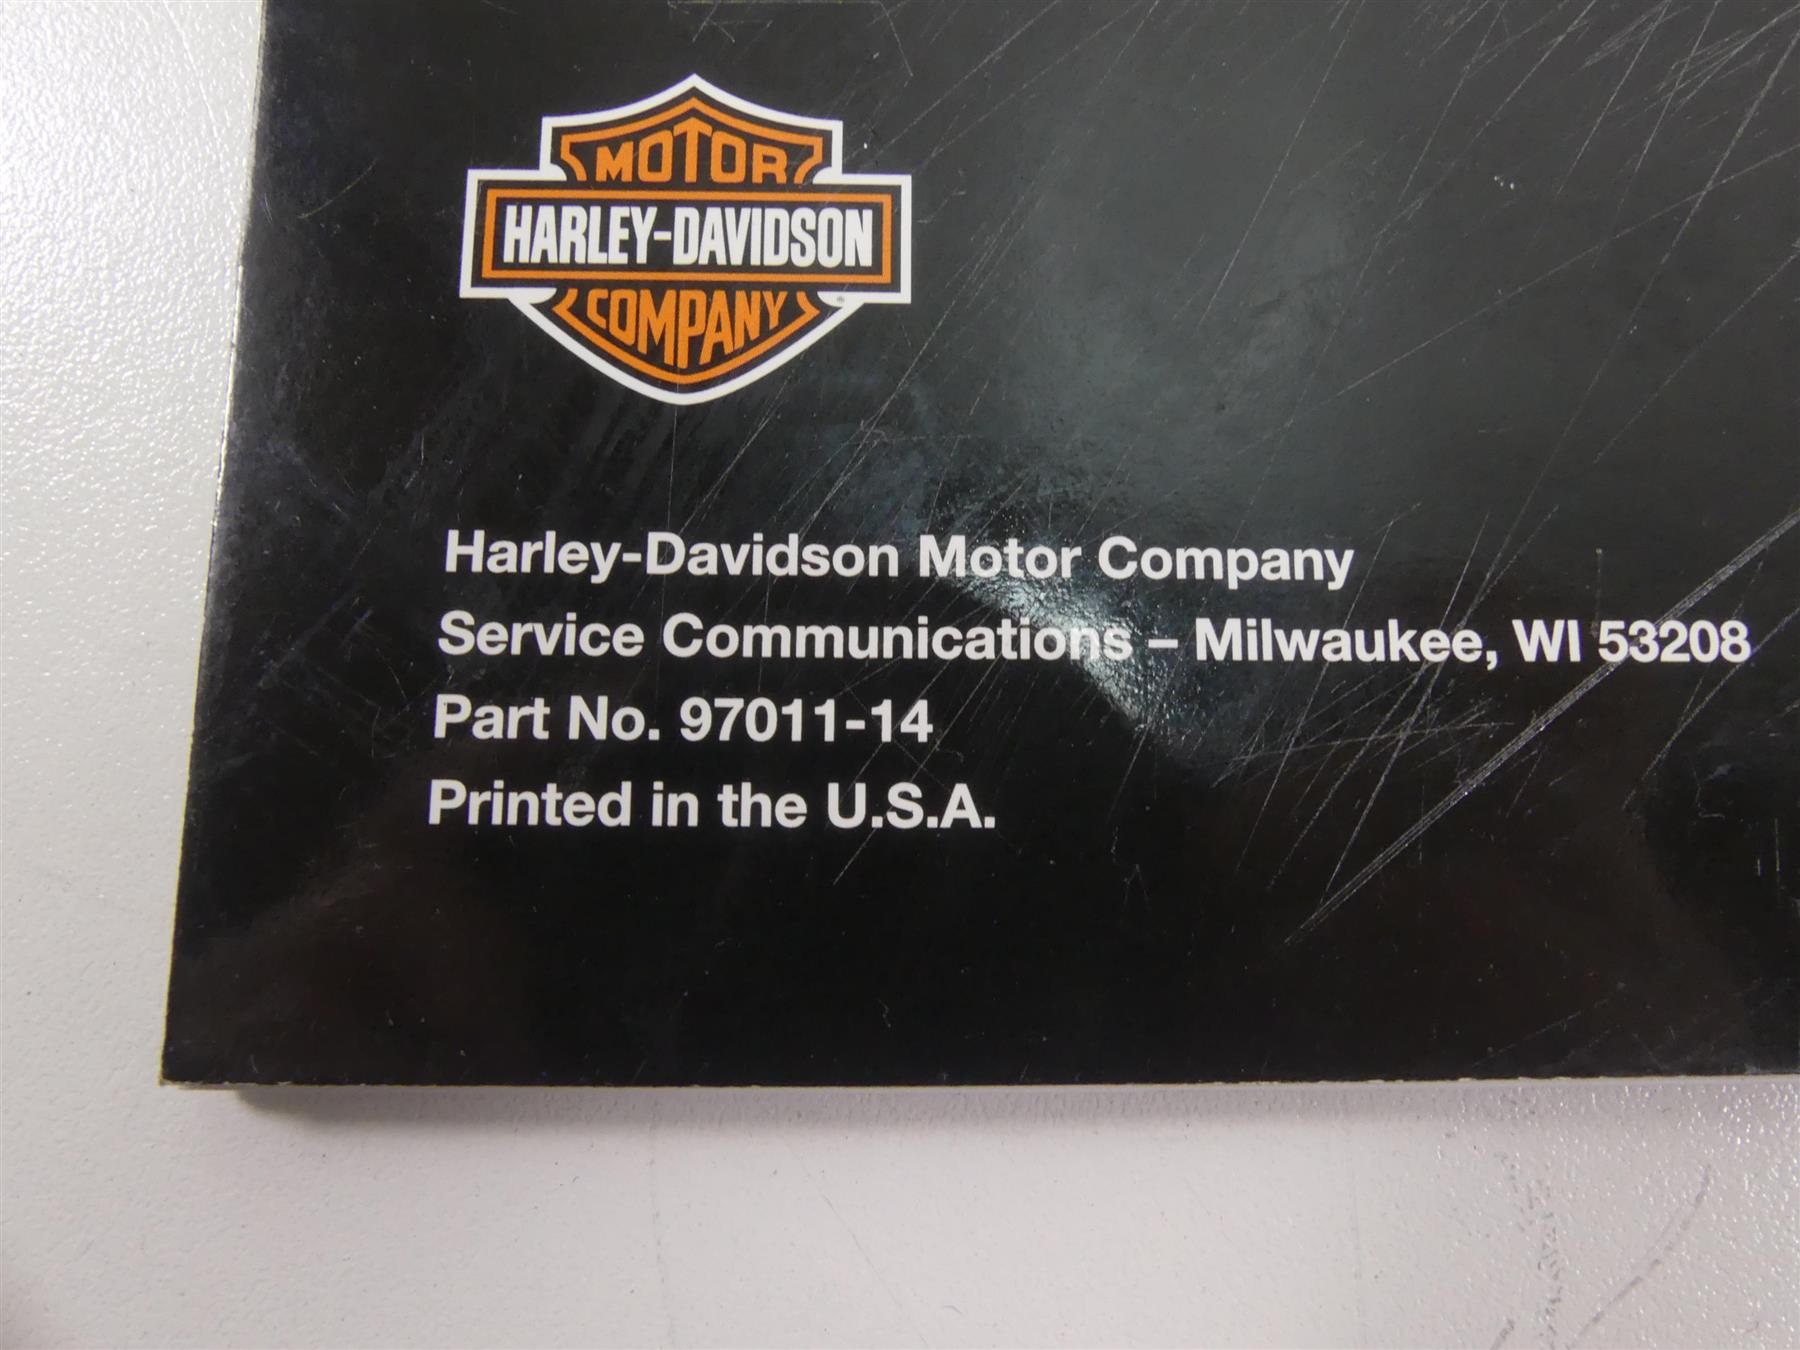 MOTOR
HARLEY-DAVIDSON
COMPANY
®
Harley-Davidson Motor Company
Service Communications – Milwaukee, WI 53208
Part No. 97011-14
Printed in the U.S.A.